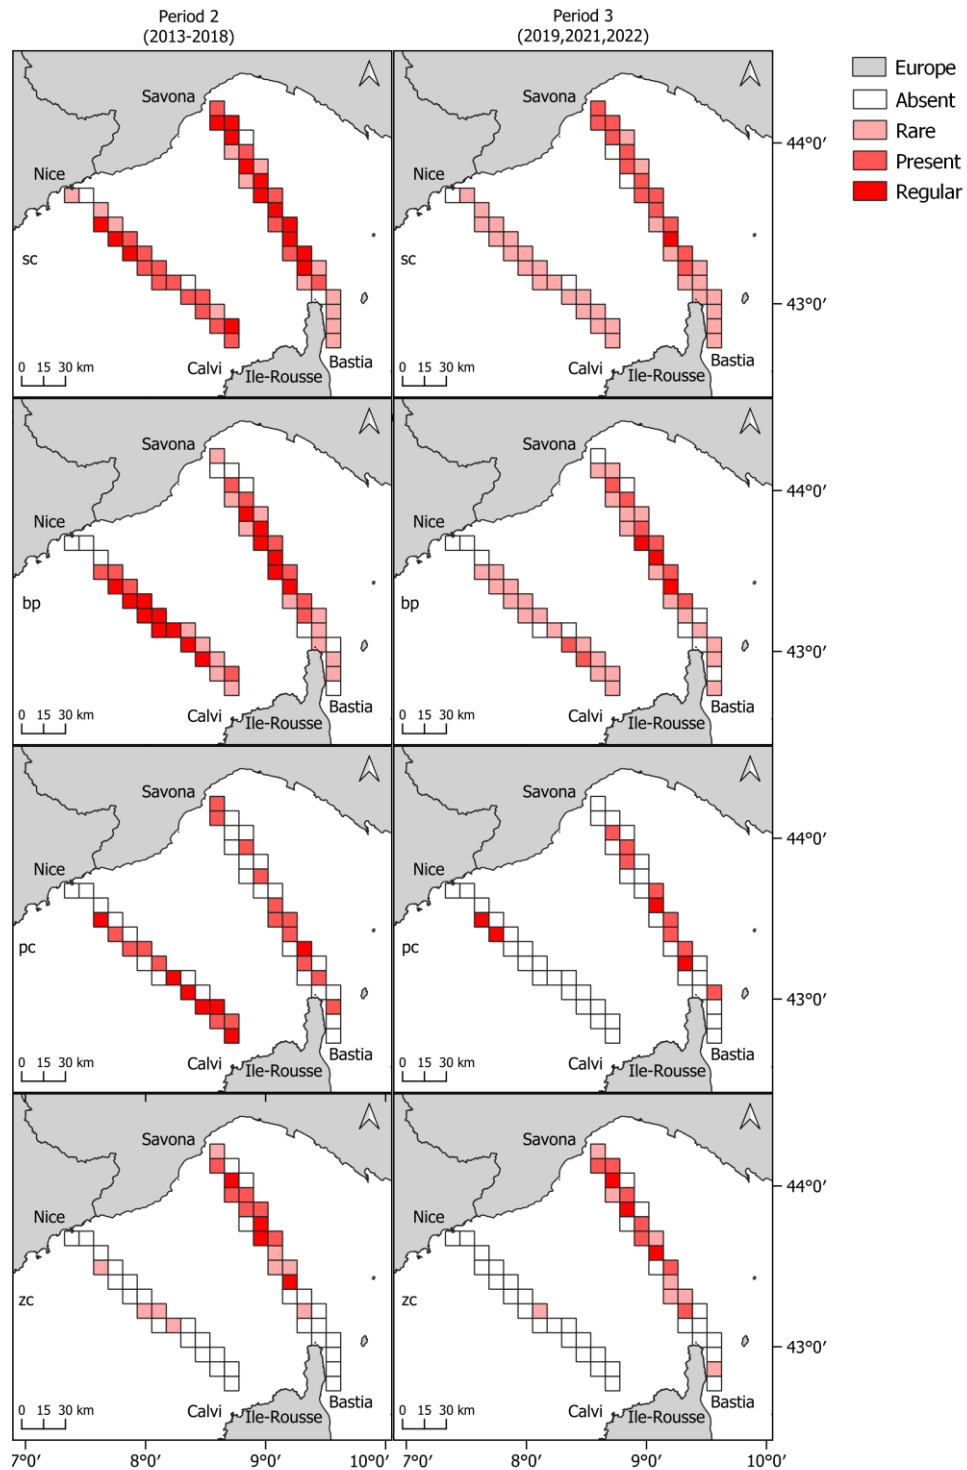 Period 2
(2013-2018)
Period 3
(2019,2021,2022)
Europe
Absent
Rare
Present
Regular
Savona
Nice
sc
0 15 30 km
Calvi
Ile-Rousse
Bastia
Savona
Nice
sc
0 15 30 km
Calvi
Ile-Rousse
Bastia
44°0'
43°0'
Savona
Nice
bp
0 15 30 km
Calvi
Ile-Rousse
Bastia
Savona
Nice
bp
0 15 30 km
Calvi
Ile-Rousse
Bastia
44°0'
43°0'
Savona
Nice
pc
0 15 30 km
Calvi
Ile-Rousse
Bastia
Savona
Nice
pc
0 15 30 km
Calvi
Ile-Rousse
Bastia
44°0'
43°0'
Savona
Nice
zc
0 15 30 km
Calvi
Ile-Rousse
Bastia
Savona
Nice
zc
0 15 30 km
Calvi
Ile-Rousse
Bastia
44°0'
43°0'
7°0' 8°0' 9°0' 10°0' 7°0' 8°0' 9°0' 10°0'